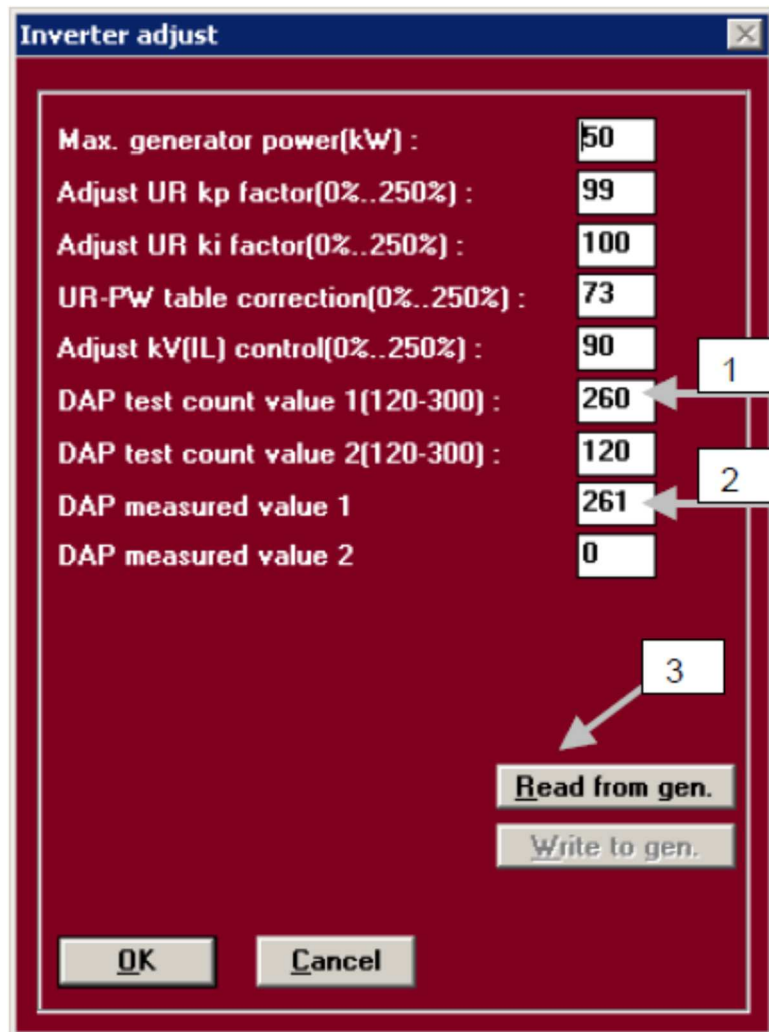 Inverter adjust
Max. generator power(kW) : 50
Adjust UR kp factor(0%..250%) : 99
Adjust UR ki factor(0%..250%) : 100
UR-PW table correction(0%..250%) : 73
Adjust kV(IL) control(0%..250%) : 90
1
DAP test count value 1(120-300) : 260
DAP test count value 2(120-300) : 120
2
DAP measured value 1 261
DAP measured value 2 0
3
Read from gen.
Write to gen.
OK Cancel